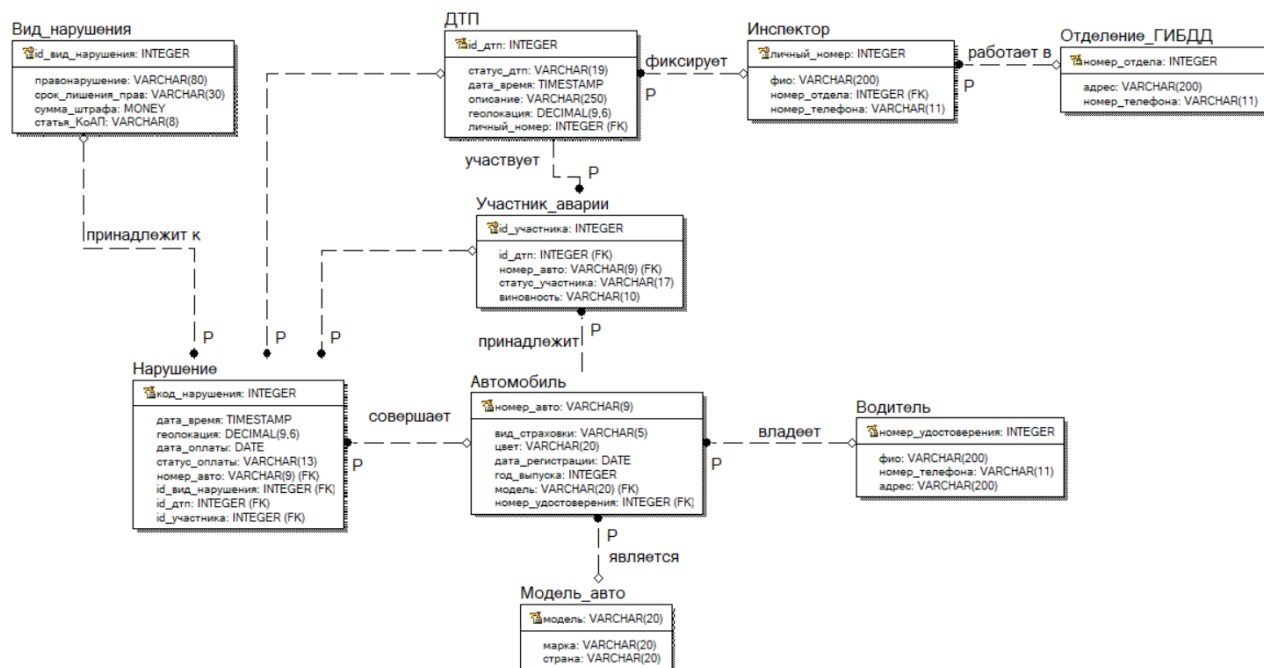 Вид_нарушения
id_вид_нарушения: INTEGER
правонарушение: VARCHAR(80)
срок_лишения_прав: VARCHAR(30)
сумма_штрафа: MONEY
статья_КоАП: VARCHAR(8)
ДТП
id_дтп: INTEGER
статус_дтп: VARCHAR(19)
дата_время: TIMESTAMP
описание: VARCHAR(250)
геолокация: DECIMAL(9,6)
личный_номер: INTEGER (FK)
фиксирует
P
Инспектор
личный_номер: INTEGER
фио: VARCHAR(200)
номер_отдела: INTEGER (FK)
номер_телефона: VARCHAR(11)
работает в
P
Отделение_ГИБДД
номер_отдела: INTEGER
адрес: VARCHAR(200)
номер_телефона: VARCHAR(11)
участвует
P
Участник_аварии
id_участника: INTEGER
id_дтп: INTEGER (FK)
номер_авто: VARCHAR(9) (FK)
статус_участника: VARCHAR(17)
виновность: VARCHAR(10)
принадлежит к
P
P
P
P
принадлежит
Нарушение
код_нарушения: INTEGER
дата_время: TIMESTAMP
геолокация: DECIMAL(9,6)
дата_оплаты: DATE
статус_оплаты: VARCHAR(13)
номер_авто: VARCHAR(9) (FK)
id_вид_нарушения: INTEGER (FK)
id_дтп: INTEGER (FK)
id_участника: INTEGER (FK)
совершает
P
Автомобиль
номер_авто: VARCHAR(9)
вид_страховки: VARCHAR(5)
цвет: VARCHAR(20)
дата_регистрации: DATE
год_выпуска: INTEGER
модель: VARCHAR(20) (FK)
номер_удостоверения: INTEGER (FK)
владеет
P
Водитель
номер_удостоверения: INTEGER
фио: VARCHAR(200)
номер_телефона: VARCHAR(11)
адрес: VARCHAR(200)
P
является
Модель_авто
модель: VARCHAR(20)
марка: VARCHAR(20)
страна: VARCHAR(20)